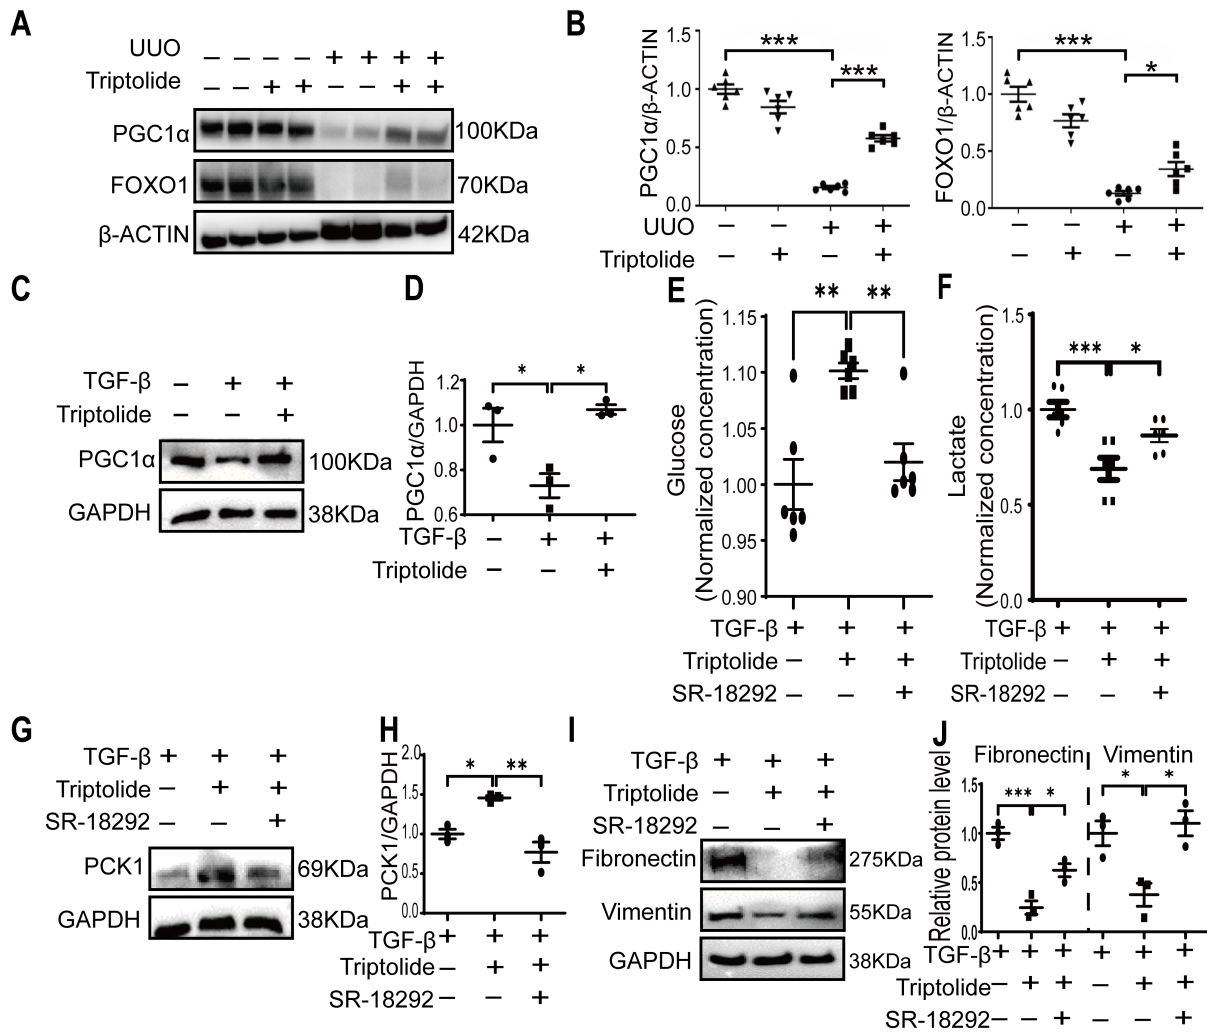 A
UUO − − − − + + + +
Triptolide − − + + − − + +
PGC1α 100KDa
FOXO1 70KDa
β-ACTIN 42KDa
B
PGC1α/β-ACTIN
1.5
1.0
0.5
0.0
*** ***
UUO − − + +
Triptolide − + − +
FOXO1/β-ACTIN
1.5
1.0
0.5
0.0
*** *
− − + +
− + − +
C
TGF-β − + +
Triptolide − − +
PGC1α 100KDa
GAPDH 38KDa
D
PGC1α/GAPDH
1.2
1.0
0.8
0.6
* *
TGF-β − + +
Triptolide − − +
E
Glucose
(Normalized concentration)
1.15
1.10
1.05
1.00
0.95
0.90
** **
TGF-β + + +
Triptolide − + +
SR-18292 − − +
F
Lactate
(Normalized concentration)
1.5
1.0
0.5
0.0
*** *
TGF-β + + +
Triptolide − + +
SR-18292 − − +
G
TGF-β + + +
Triptolide − + +
SR-18292 − − +
PCK1 69KDa
GAPDH 38KDa
H
PCK1/GAPDH
2.0
1.5
1.0
0.5
0.0
* **
TGF-β + + +
Triptolide − + +
SR-18292 − − +
I
TGF-β + + +
Triptolide − + +
SR-18292 − − +
Fibronectin 275KDa
Vimentin 55KDa
GAPDH 38KDa
J
Relative protein level
Fibronectin Vimentin
1.5
1.0
0.5
0.0
*** * * *
TGF-β + + + + + +
Triptolide − + + − + +
SR-18292 − − + − − +